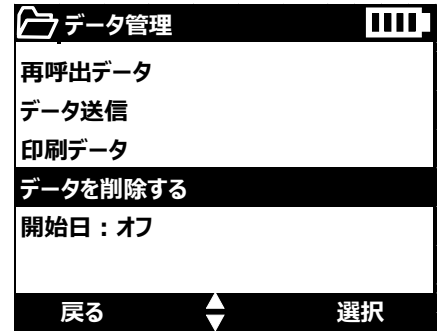 データ管理
再呼出データ
データ送信
印刷データ
データを削除する
開始日：オフ
戻る 選択